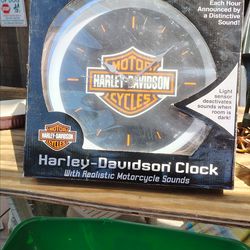 Each Hour
Announced by
a Distinctive
Sound!
MOTOR
HARLEY-DAVIDSON
CYCLES
Light
sensor
deactivates
sounds when
room is
dark!
MOTOR
HARLEY-DAVIDSON
CYCLES
Harley-Davidson Clock
With Realistic Motorcycle Sounds